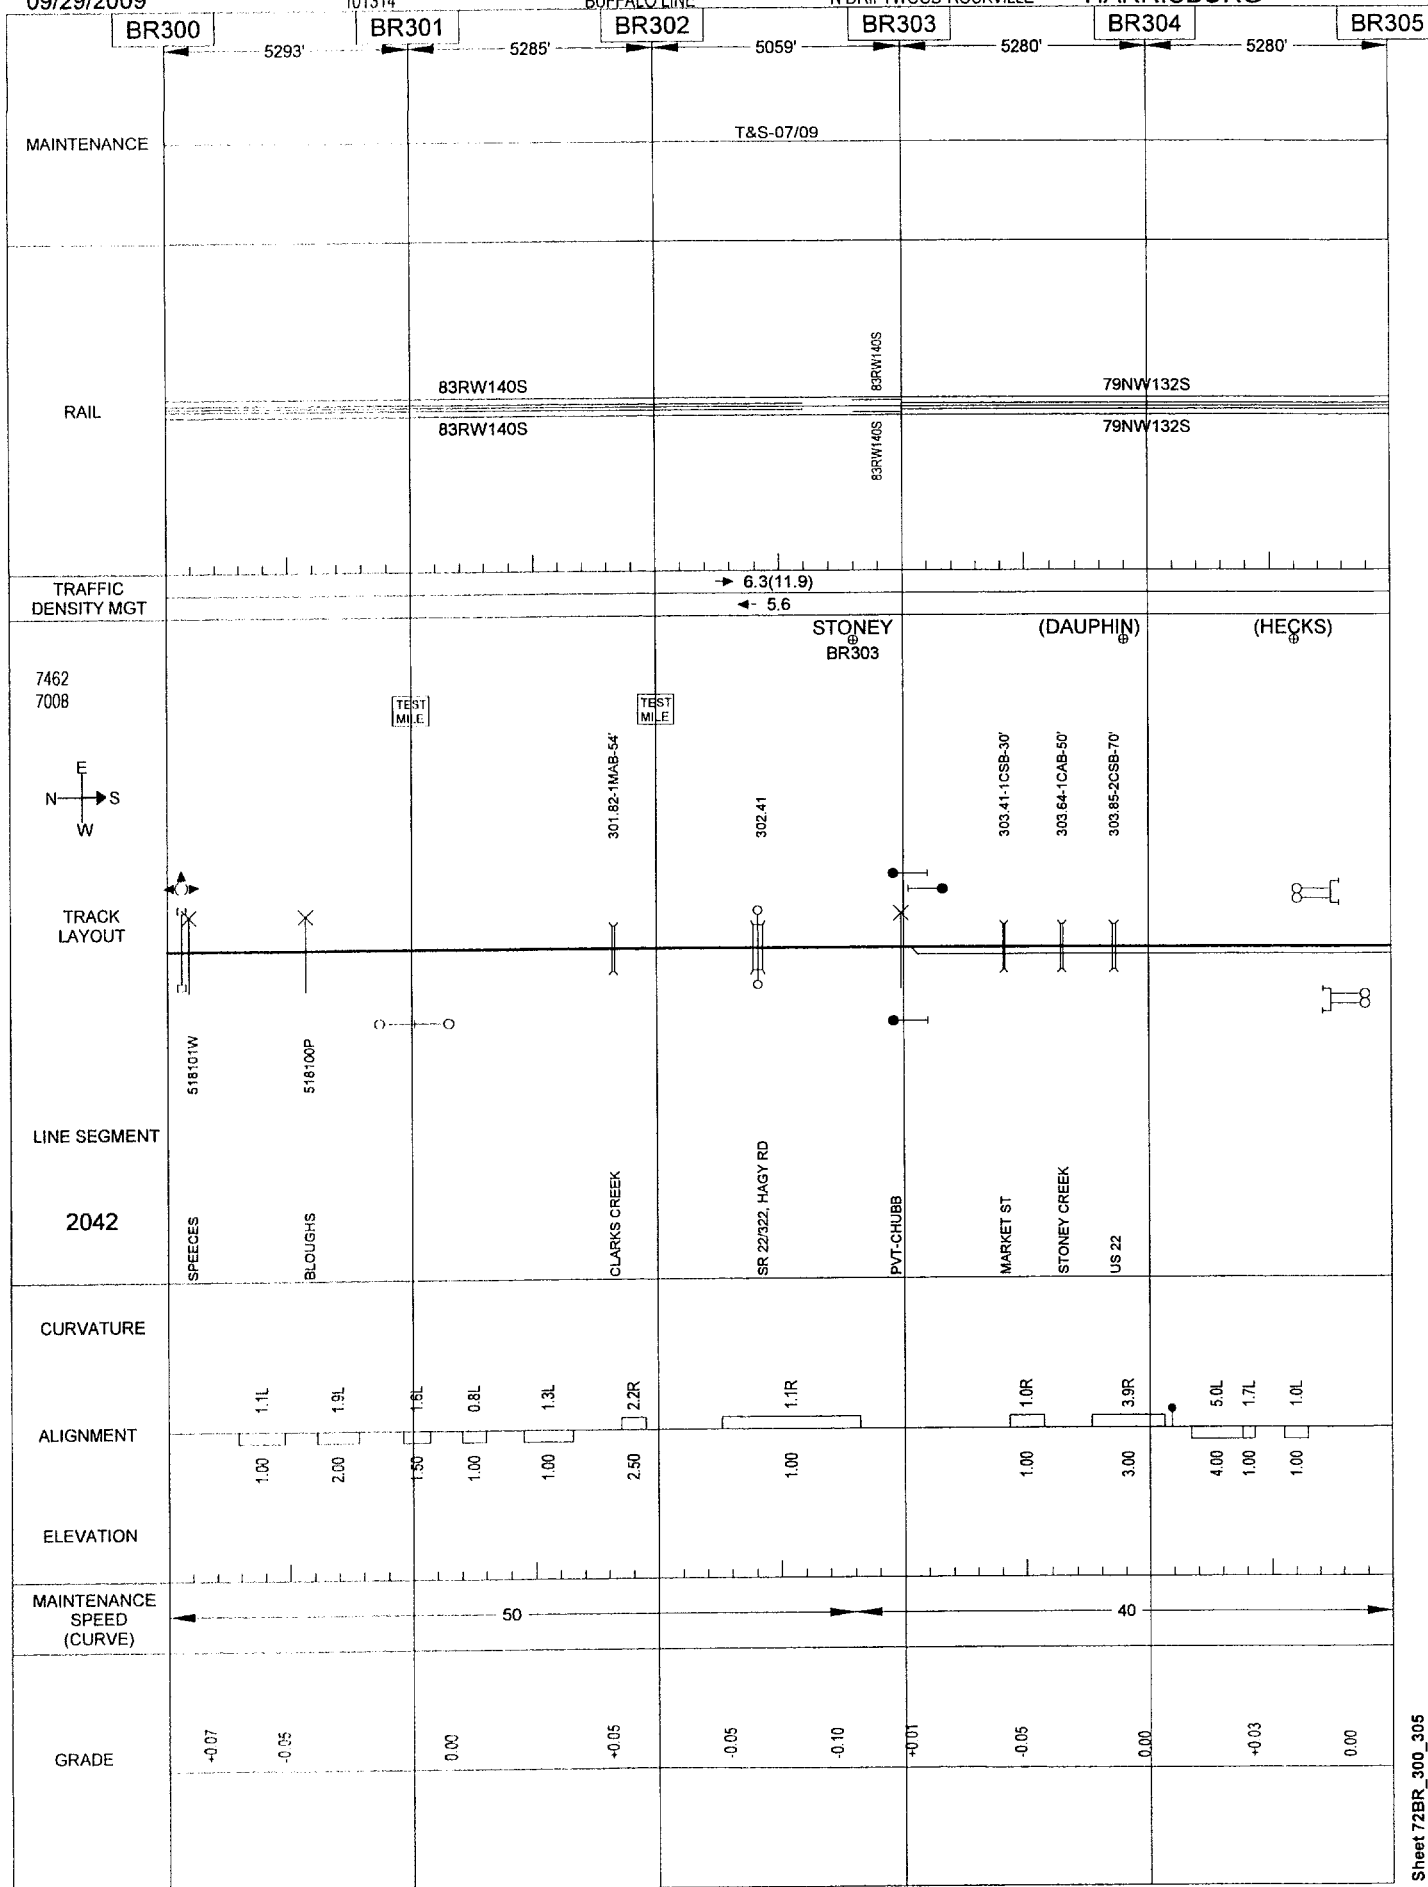 09/29/2009 101314 BUFFALO LINE N DRIFTWOOD-ROCKVILLE HARRISBURG
BR300 BR301 BR302 BR303 BR304 BR305
5293' 5285' 5059' 5280' 5280'
MAINTENANCE
T&S-07/09
RAIL
83RW140S
83RW140S
83RW140S
83RW140S
79NW132S
79NW132S
TRAFFIC
DENSITY MGT
6.3(11.9)
5.6
STONEY
BR303
(DAUPHIN)
(HECKS)
7462
7008
TEST
MILE
TEST
MILE
E
N S
W
301.82-1MAB-54'
302.41
303.41-1CSB-30'
303.64-1CAB-50'
303.85-2CSB-70'
TRACK
LAYOUT
518101W
518100P
LINE SEGMENT
2042
SPEECES
BLOUGHS
CLARKS CREEK
SR 22/322, HAGY RD
PVT-CHUBB
MARKET ST
STONEY CREEK
US 22
CURVATURE
1.1L 1.9L 1.6L 0.8L 1.3L 2.2R 1.1R 1.0R 3.9R 5.0L 1.7L 1.0L
ALIGNMENT
1.00 2.00 1.50 1.00 1.00 2.50 1.00 1.00 3.00 4.00 1.00 1.00
ELEVATION
MAINTENANCE
SPEED
(CURVE)
50 40
GRADE
+0.07 -0.05 0.00 +0.05 -0.05 -0.10 +0.01 -0.05 0.00 +0.03 0.00
Sheet 72BR_300_305